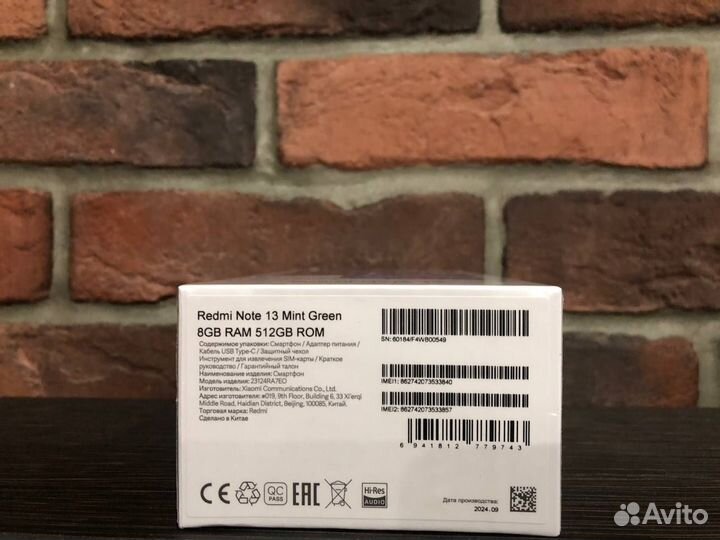 Redmi Note 13 Mint Green
8GB RAM 512GB ROM
Содержимое упаковки: Смартфон / Адаптер питания /
Кабель USB Type-C / Защитный чехол
Инструмент для извлечения SIM-карты / Краткое
руководство / Гарантийный талон
Наименование изделия: Смартфон
Модель изделия: 23124RA7EO
Изготовитель: Xiaomi Communications Co., Ltd.
Адрес изготовителя: #019, 9th Floor, Building 6, 33 Xi'erqi
Middle Road, Haidian District, Beijing, 100085, Китай.
Торговая марка: Redmi
Сделано в Китае
SN: 60184/F4WB00549
IMEI1: 862742073533840
IMEI2: 862742073533857
6 941812 779743
CE
QC
PASS
EAC
Hi-Res
AUDIO
Дата производства:
2024.09
Avito